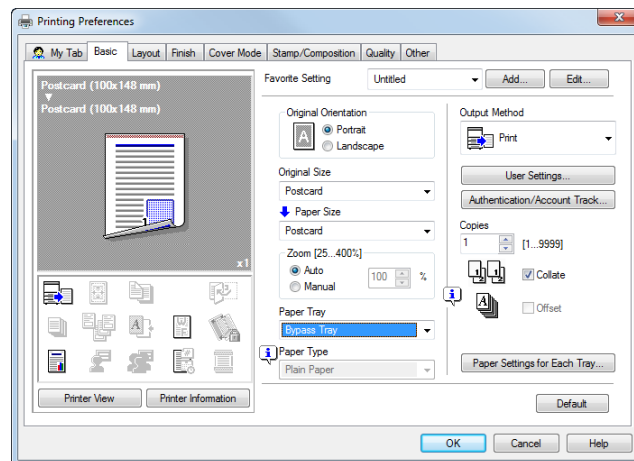 Printing Preferences
My Tab Basic Layout Finish Cover Mode Stamp/Composition Quality Other
Postcard (100x148 mm)
Postcard (100x148 mm)
1
x1
Printer View Printer Information
Favorite Setting Untitled Add... Edit...
Original Orientation
A Portrait
Landscape
Original Size
Postcard
Paper Size
Postcard
Zoom [25...400%]
Auto
Manual
100 %
Paper Tray
Bypass Tray
Paper Type
Plain Paper
Output Method
Print
User Settings...
Authentication/Account Track...
Copies
1 [1...9999]
Collate
Offset
Paper Settings for Each Tray...
Default
OK Cancel Help